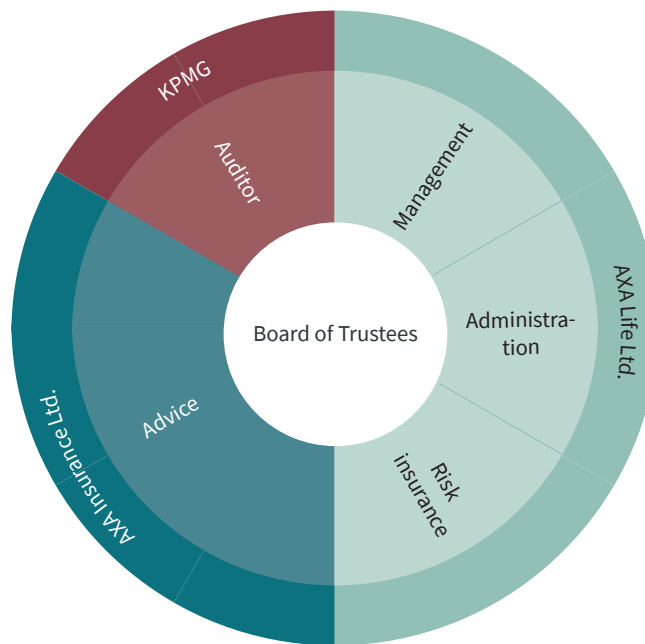 KPMG
Auditor
Management
Board of Trustees
Administra-
tion
AXA Life Ltd.
Advice
AXA Insurance Ltd.
Risk
insurance